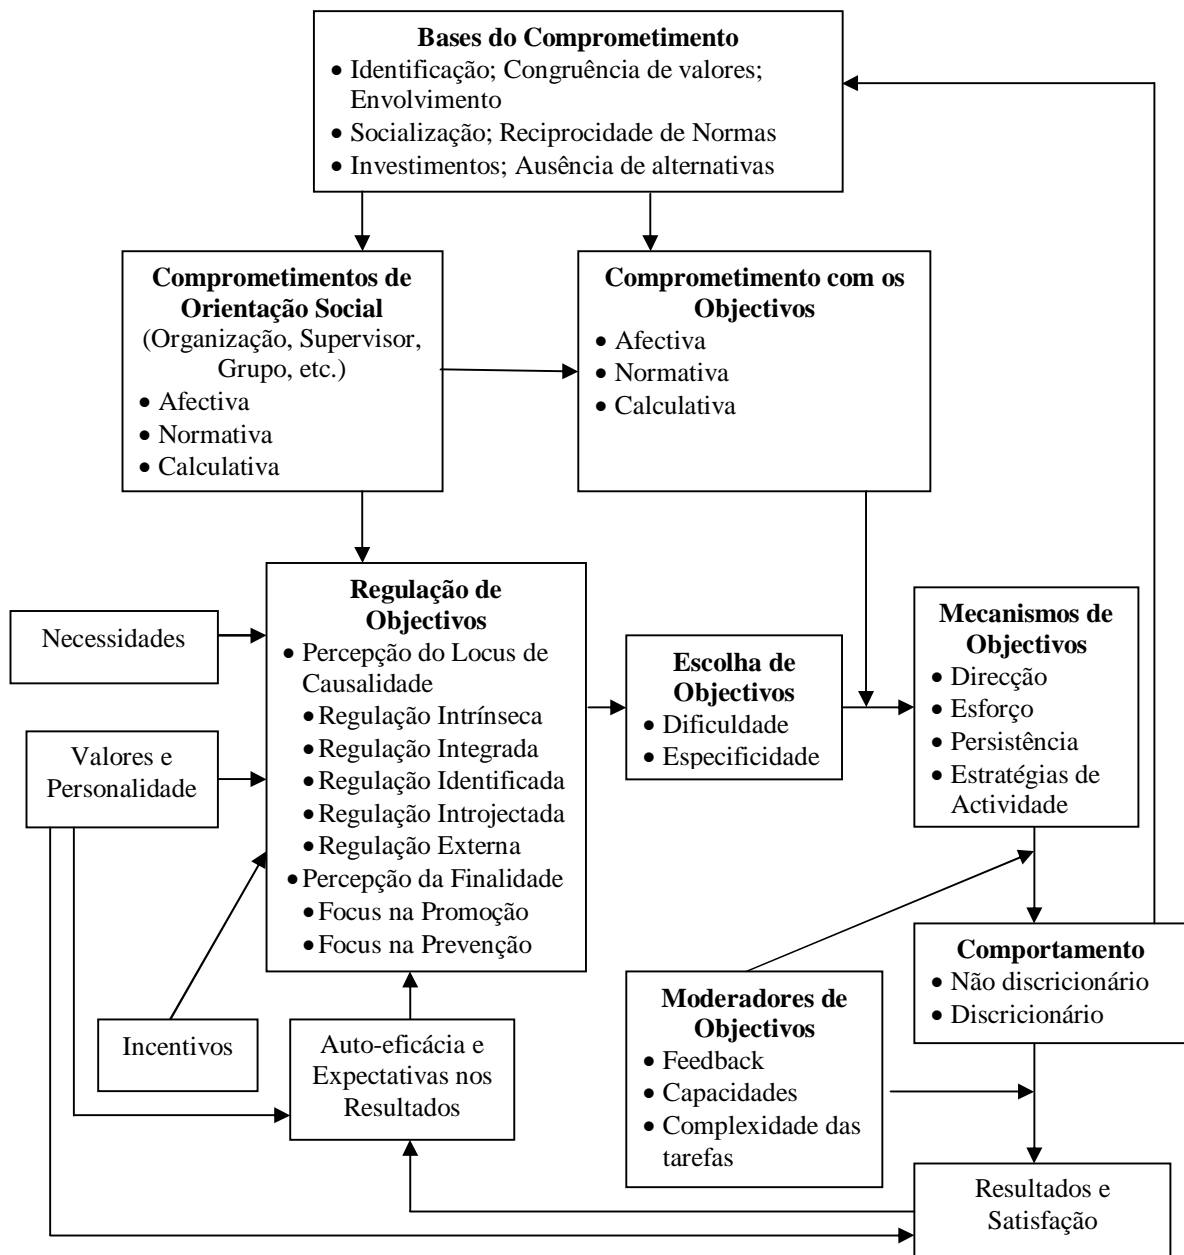 Bases do Comprometimento
• Identificação; Congruência de valores;
Envolvimento
• Socialização; Reciprocidade de Normas
• Investimentos; Ausência de alternativas
Comprometimentos de
Orientação Social
(Organização, Supervisor,
Grupo, etc.)
• Afectiva
• Normativa
• Calculativa
Comprometimento com os
Objectivos
• Afectiva
• Normativa
• Calculativa
Necessidades
Valores e
Personalidade
Incentivos
Regulação de
Objectivos
• Percepção do Locus de
Causalidade
• Regulação Intrínseca
• Regulação Integrada
• Regulação Identificada
• Regulação Introjectada
• Regulação Externa
• Percepção da Finalidade
• Focus na Promoção
• Focus na Prevenção
Auto-eficácia e
Expectativas nos
Resultados
Escolha de
Objectivos
• Dificuldade
• Especificidade
Mecanismos de
Objectivos
• Direcção
• Esforço
• Persistência
• Estratégias de
Actividade
Moderadores de
Objectivos
• Feedback
• Capacidades
• Complexidade das
tarefas
Comportamento
• Não discricionário
• Discricionário
Resultados e
Satisfação